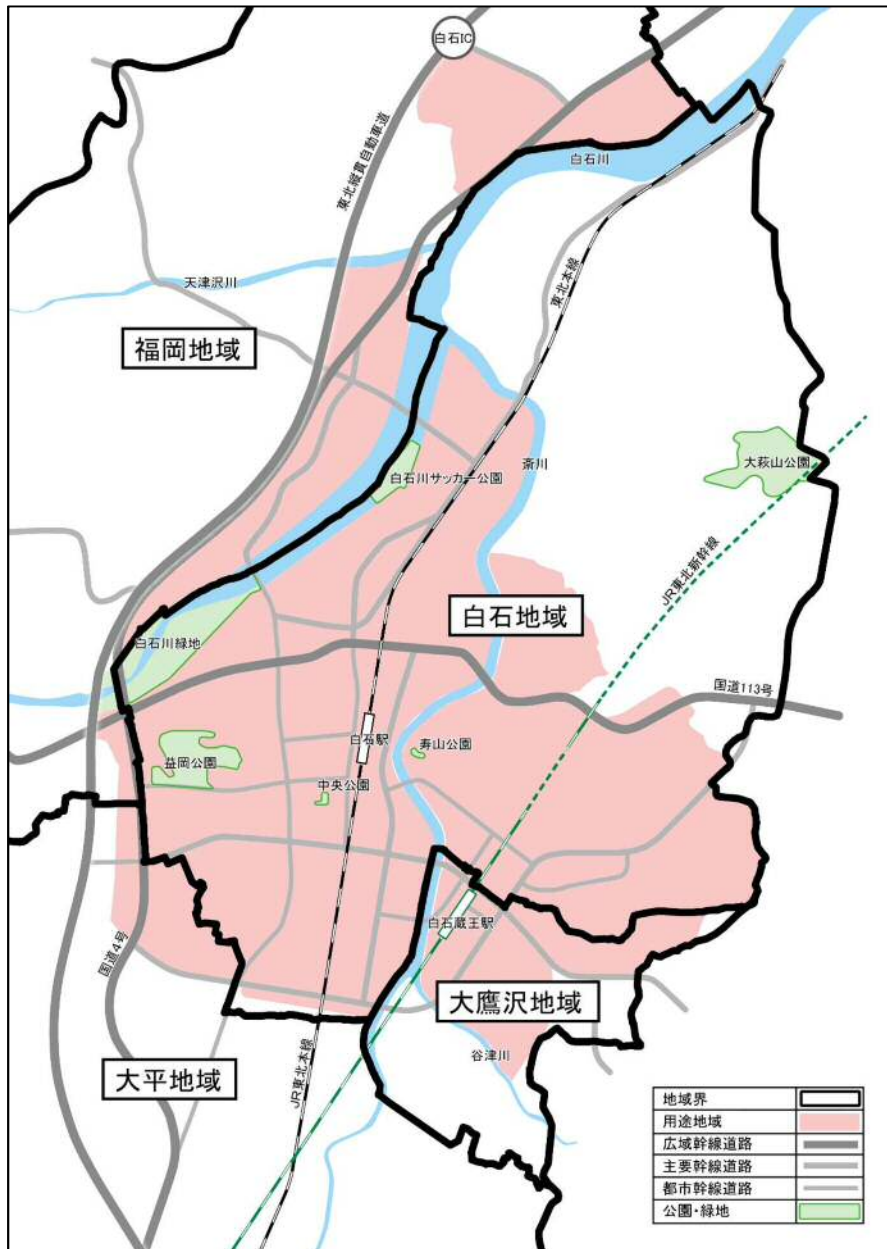 白石IC
東北縦貫自動車道
白石川
東北本線
天津沢川
福岡地域
大萩山公園
白石川サッカー公園
斎川
JR東北新幹線
白石地域
白石川緑地
国道113号
白石駅
寿山公園
益岡公園
中央公園
白石蔵王駅
国道4号
大鷹沢地域
谷津川
大平地域
JR東北本線
地域界
用途地域
広域幹線道路
主要幹線道路
都市幹線道路
公園・緑地